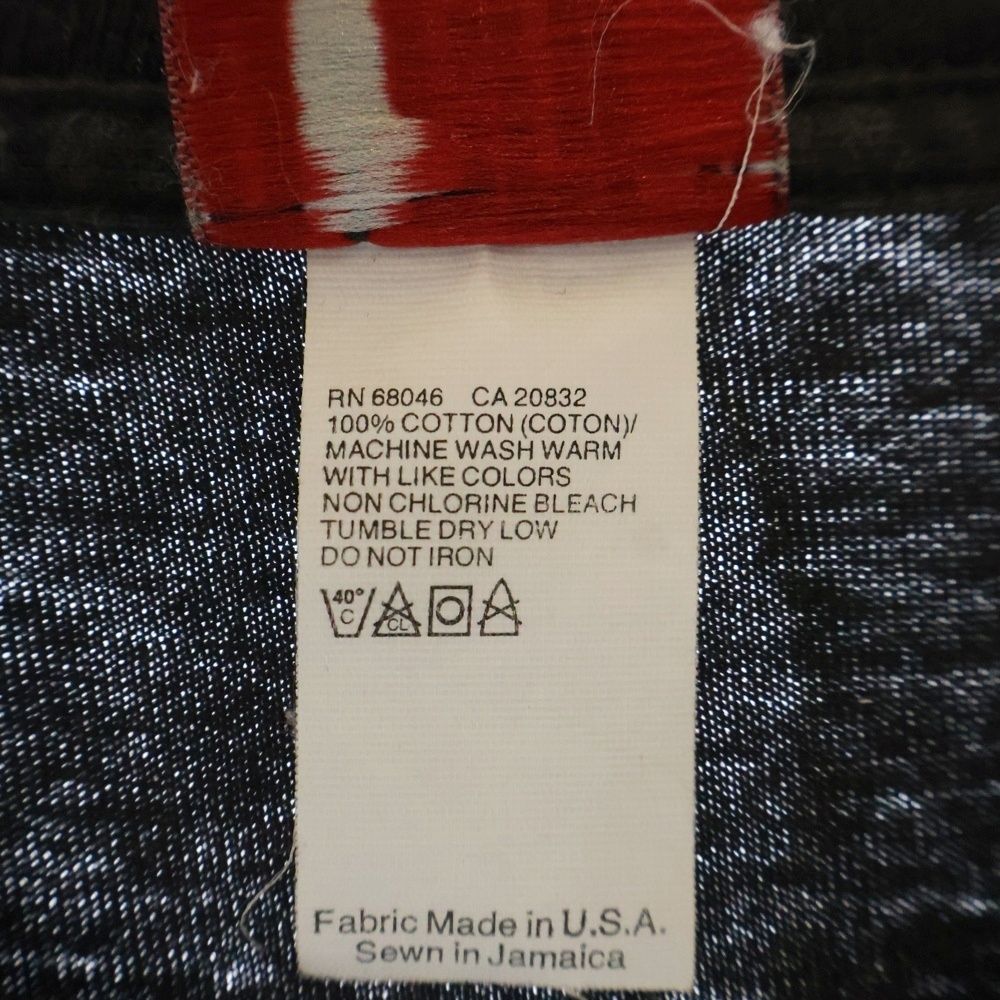 RN 68046 CA 20832
100% COTTON (COTON)/
MACHINE WASH WARM
WITH LIKE COLORS
NON CHLORINE BLEACH
TUMBLE DRY LOW
DO NOT IRON
40°
C
CL
Fabric Made in U.S.A.
Sewn in Jamaica